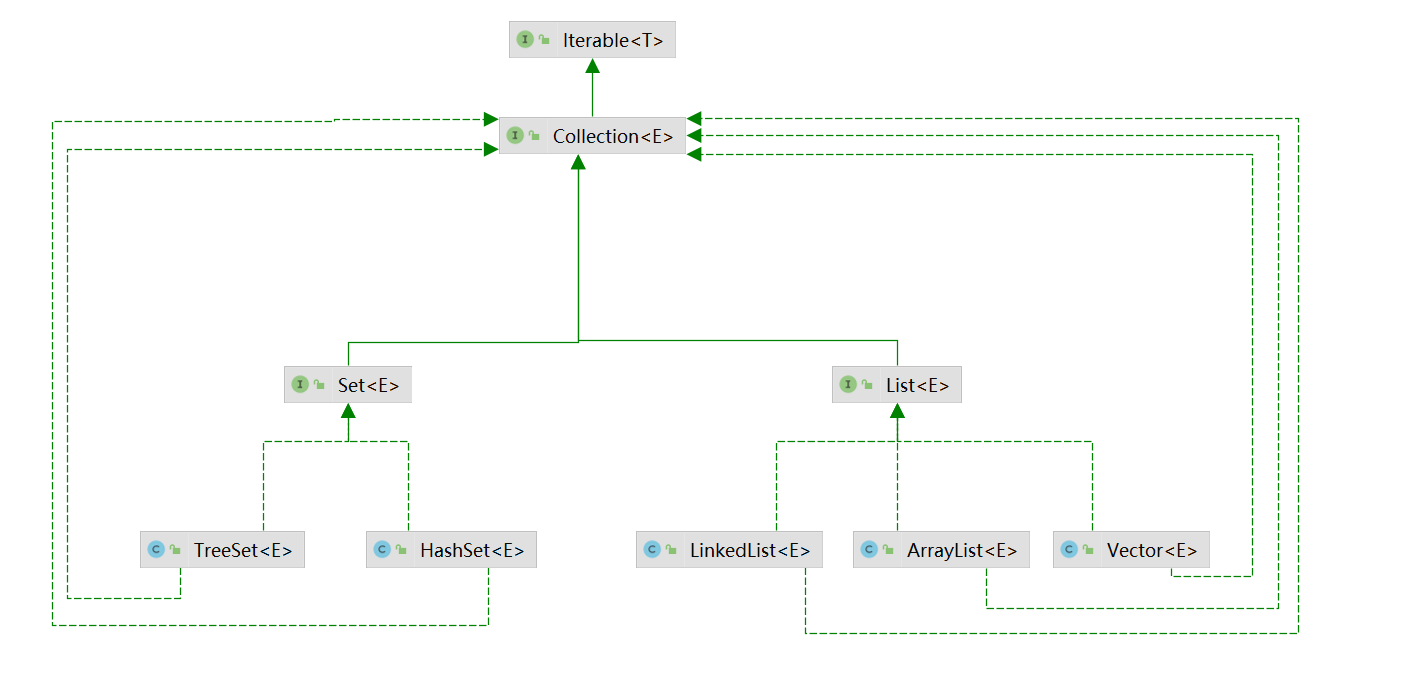 I Iterable<T>
I Collection<E>
I Set<E>
I List<E>
C TreeSet<E>
C HashSet<E>
C LinkedList<E>
C ArrayList<E>
C Vector<E>